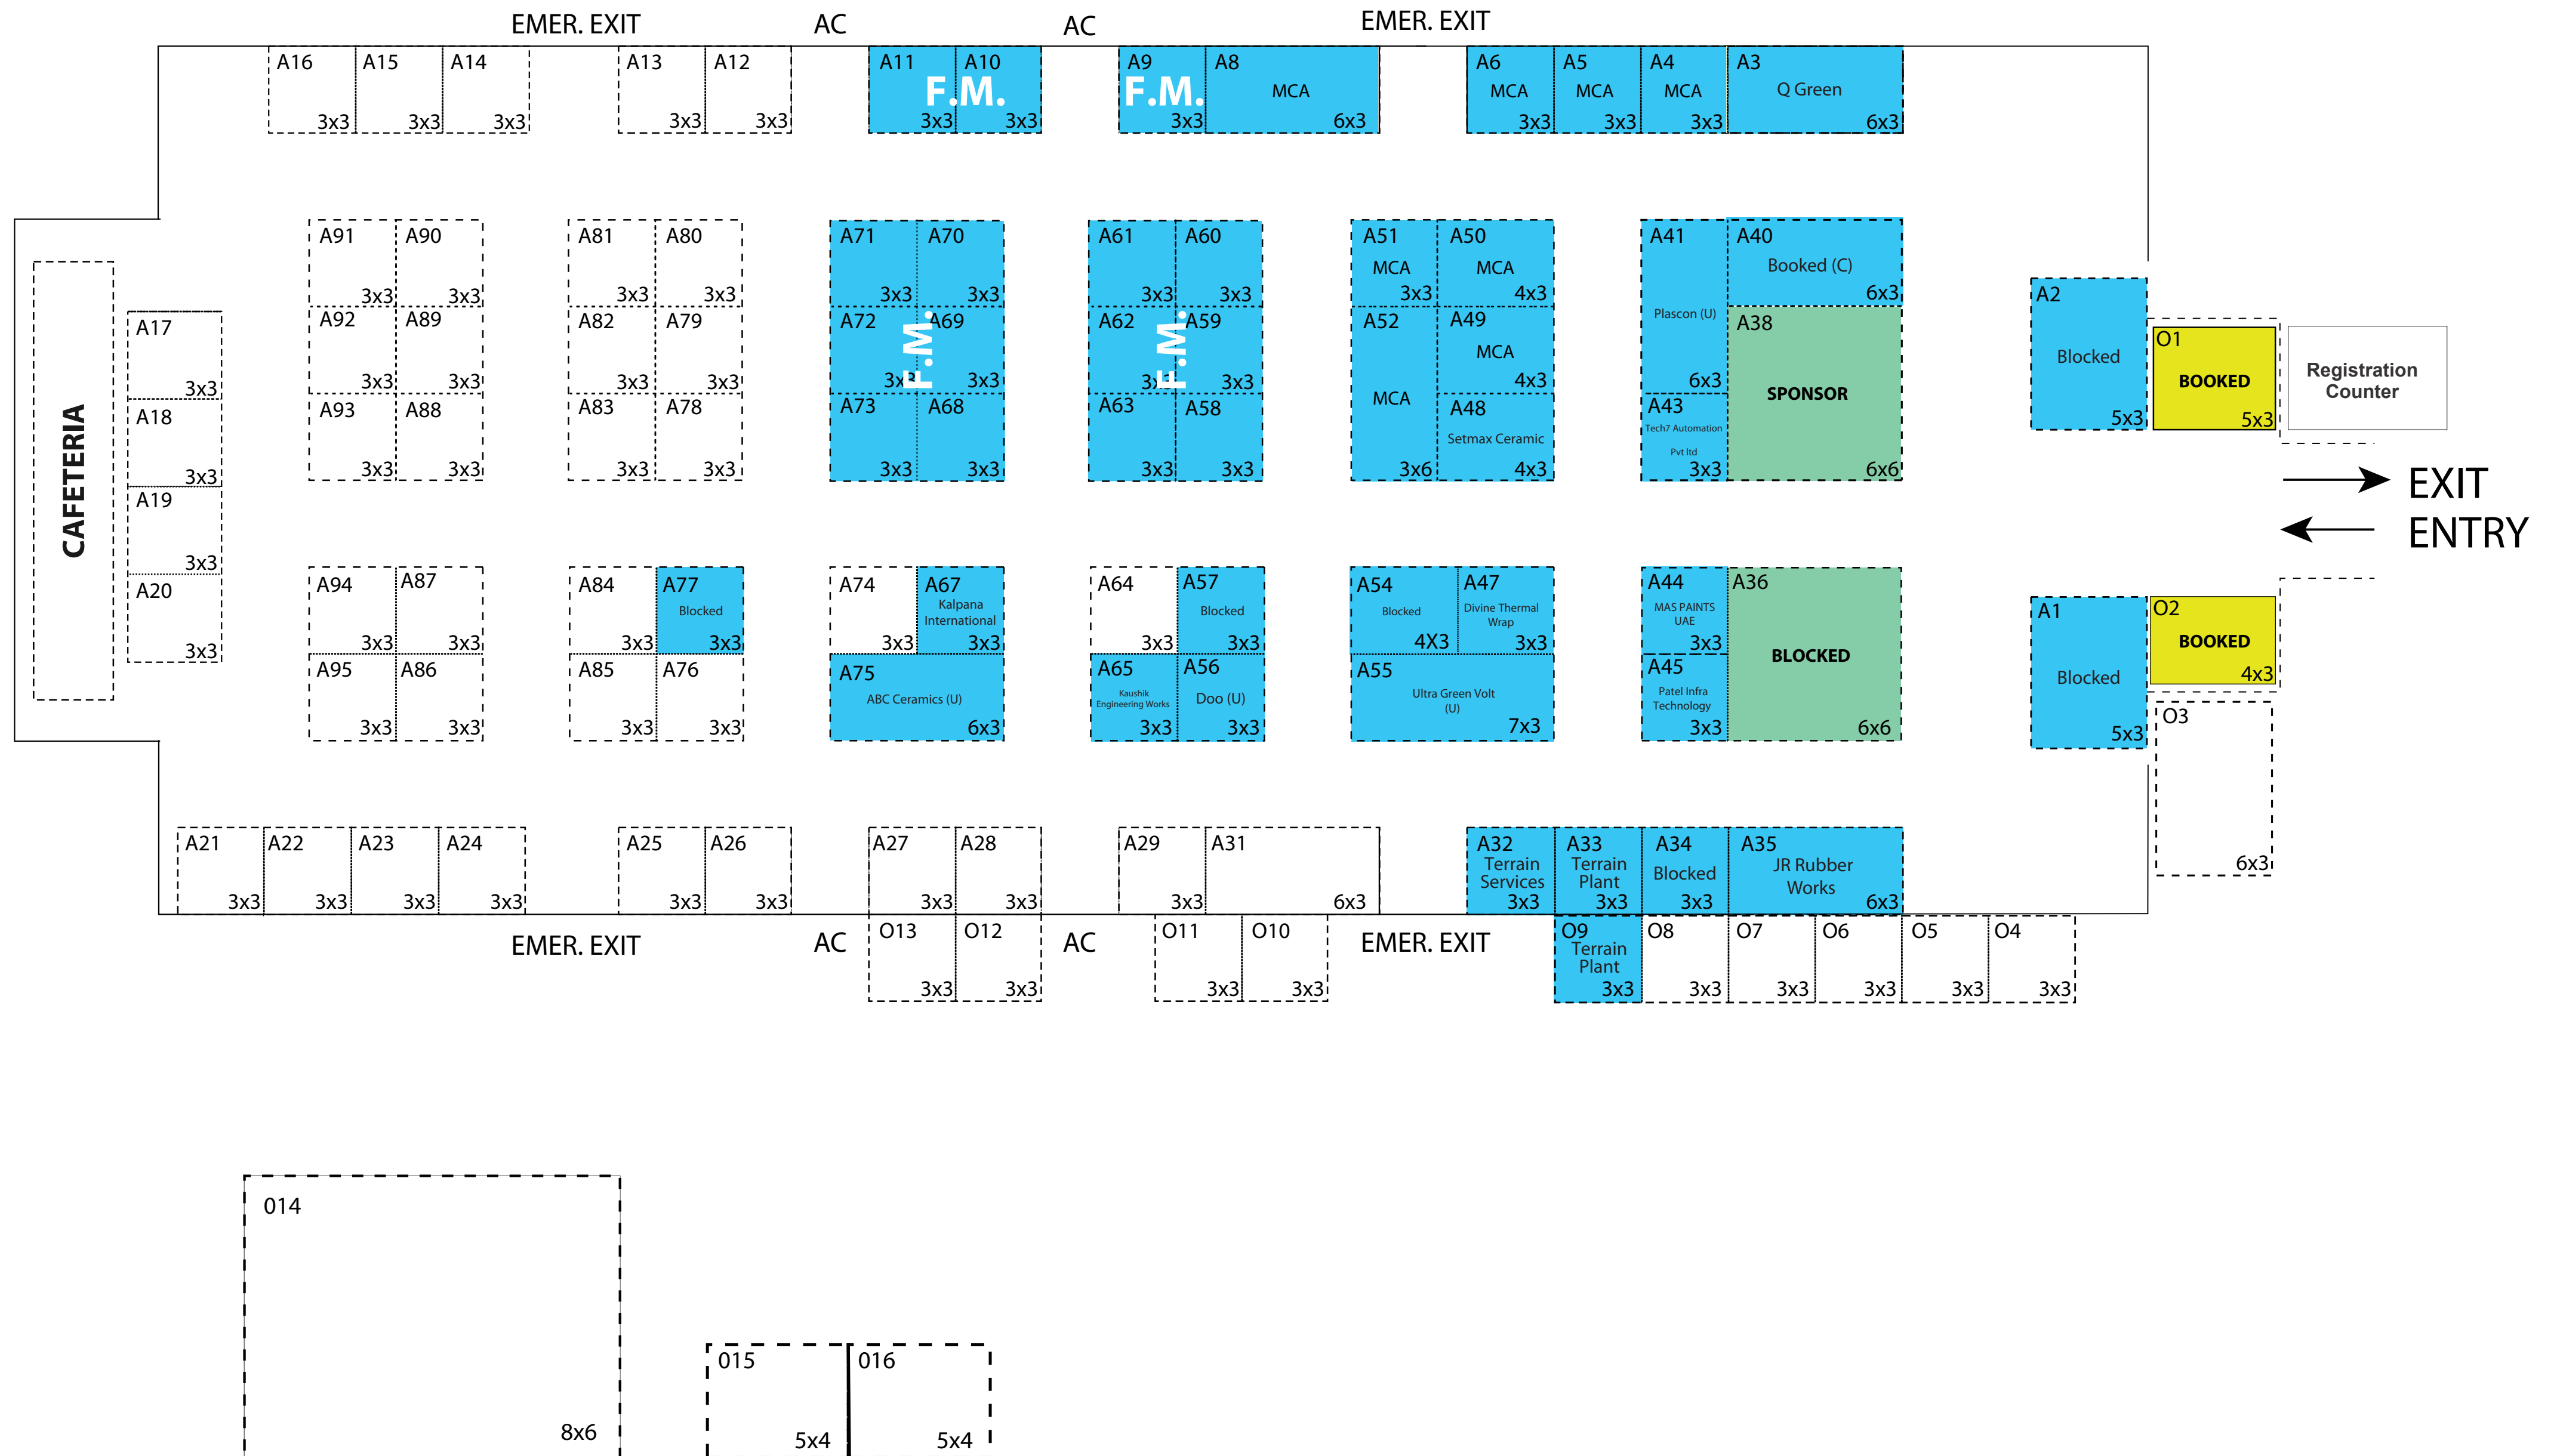 EMER. EXIT AC AC EMER. EXIT
A16 A15 A14 A13 A12 A11 A10 A9 A8 A6 A5 A4 A3
F.M. F.M. MCA MCA MCA MCA Q Green
3x3 3x3 3x3 3x3 3x3 3x3 3x3 3x3 6x3 3x3 3x3 3x3 6x3
A91 A90 A81 A80 A71 A70 A61 A60 A51 A50 A41 A40
MCA MCA Booked (C)
3x3 3x3 3x3 3x3 3x3 3x3 3x3 3x3 3x3 4x3 6x3
A2
Blocked
5x3
A17 A92 A89 A82 A79 A72 A69 A62 A59 A52 A49 Plascon (U) A38
F.M. F.M. MCA
3x3 3x3 3x3 3x3 3x3 3x3 3x3 3x3 3x3 4x3 6x3
O1
BOOKED
5x3
Registration
Counter
CAFETERIA
A18 A93 A88 A83 A78 A73 A68 A63 A58 MCA A48 A43 SPONSOR
Setmax Ceramic Tech7 Automation
Pvt ltd
3x3 3x3 3x3 3x3 3x3 3x3 3x3 3x3 3x3 3x6 4x3 3x3 6x6
EXIT
ENTRY
A19
3x3
A20
3x3
A94 A87 A84 A77 A74 A67 A64 A57 A54 A47 A44 A36
Blocked Kalpana
International Blocked Blocked Divine Thermal
Wrap MAS PAINTS
UAE
3x3 3x3 3x3 3x3 3x3 3x3 3x3 3x3 4X3 3x3 3x3
BLOCKED
A1
Blocked
5x3
O2
BOOKED
4x3
A95 A86 A85 A76 A75 A65 A56 A55 A45
ABC Ceramics (U) Kaushik
Engineering Works Doo (U) Ultra Green Volt
(U) Patel Infra
Technology
3x3 3x3 3x3 3x3 6x3 3x3 3x3 7x3 3x3 6x6
O3
6x3
A21 A22 A23 A24 A25 A26 A27 A28 A29 A31 A32 A33 A34 A35
Terrain
Services Terrain
Plant Blocked JR Rubber
Works
3x3 3x3 3x3 3x3 3x3 3x3 3x3 3x3 3x3 6x3 3x3 3x3 3x3 6x3
EMER. EXIT AC O13 O12 AC O11 O10 EMER. EXIT O9 O8 O7 O6 O5 O4
Terrain
Plant
3x3 3x3 3x3 3x3 3x3 3x3 3x3 3x3 3x3 3x3
014
8x6
015 016
5x4 5x4